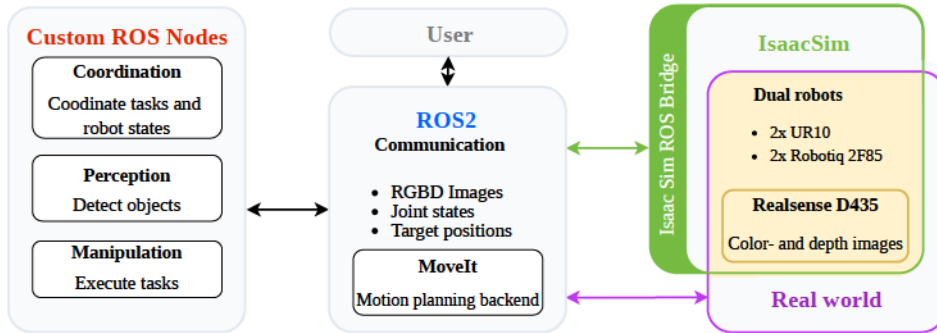 Custom ROS Nodes
Coordination
Coodinate tasks and
robot states
Perception
Detect objects
Manipulation
Execute tasks
User
ROS2
Communication
• RGBD Images
• Joint states
• Target positions
MoveIt
Motion planning backend
Isaac Sim ROS Bridge
IsaacSim
Dual robots
• 2x UR10
• 2x Robotiq 2F85
Realsense D435
Color- and depth images
Real world